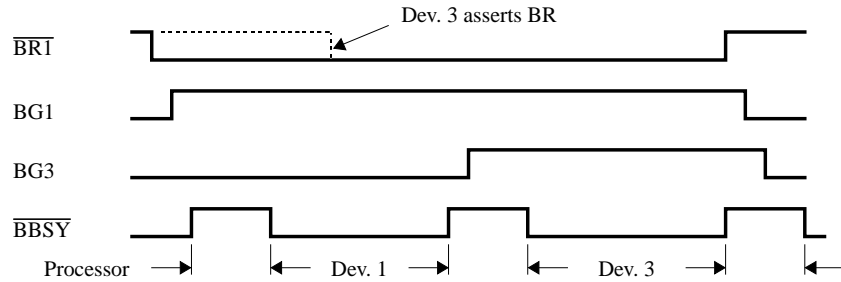 Dev. 3 asserts BR
BR1
BG1
BG3
BBSY
Processor
Dev. 1
Dev. 3